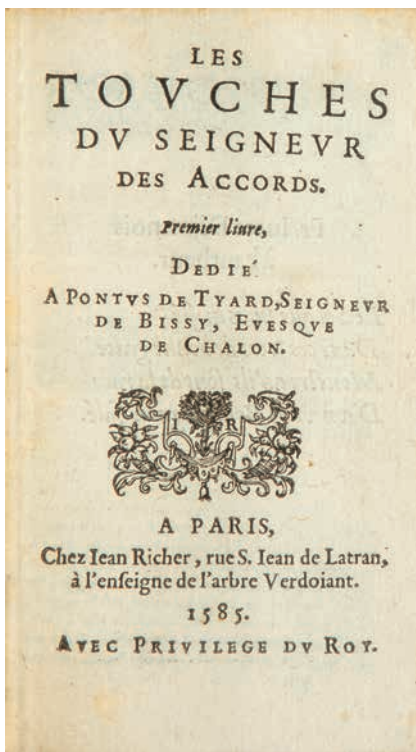 LES
TOVCHES
DV SEIGNEVR
DES ACCORDS.
Premier liure,
DEDIÉ
A PONTVS DE TYARD, SEIGNEVR
DE BISSY, EVESQVE
DE CHALON.
I R
A PARIS,
Chez Iean Richer, rue S. Iean de Latran,
à l'enſeigne de l'arbre Verdoiant.
1585.
AVEC PRIVILEGE DV ROY.